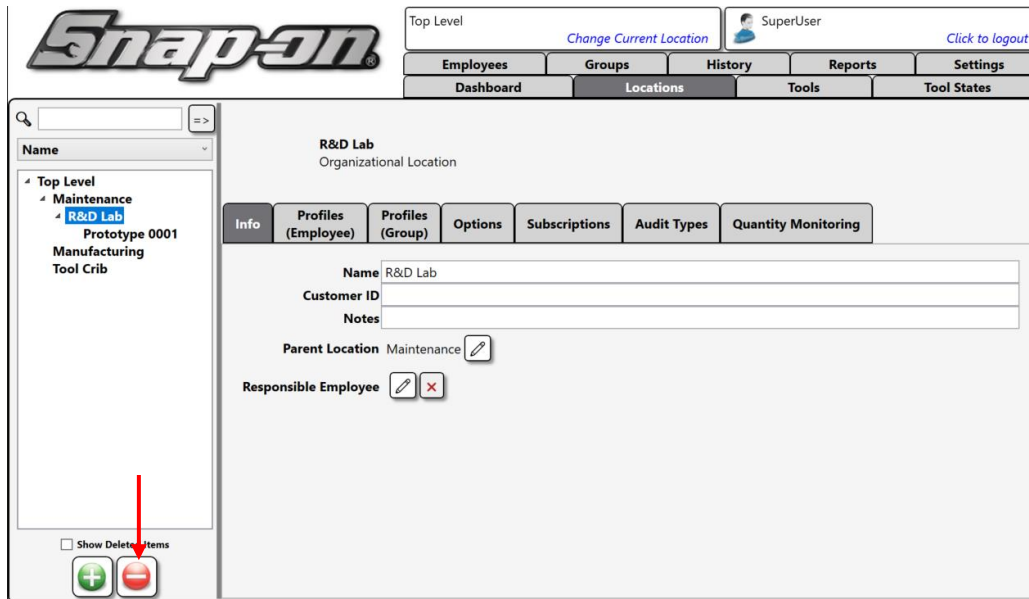 Snap-on®
Top Level
Change Current Location
SuperUser
Click to logout
Employees
Groups
History
Reports
Settings
Dashboard
Locations
Tools
Tool States
=>
Name
Top Level
Maintenance
R&D Lab
Prototype 0001
Manufacturing
Tool Crib
Show Deleted Items
R&D Lab
Organizational Location
Info
Profiles
(Employee)
Profiles
(Group)
Options
Subscriptions
Audit Types
Quantity Monitoring
Name R&D Lab
Customer ID
Notes
Parent Location Maintenance
Responsible Employee